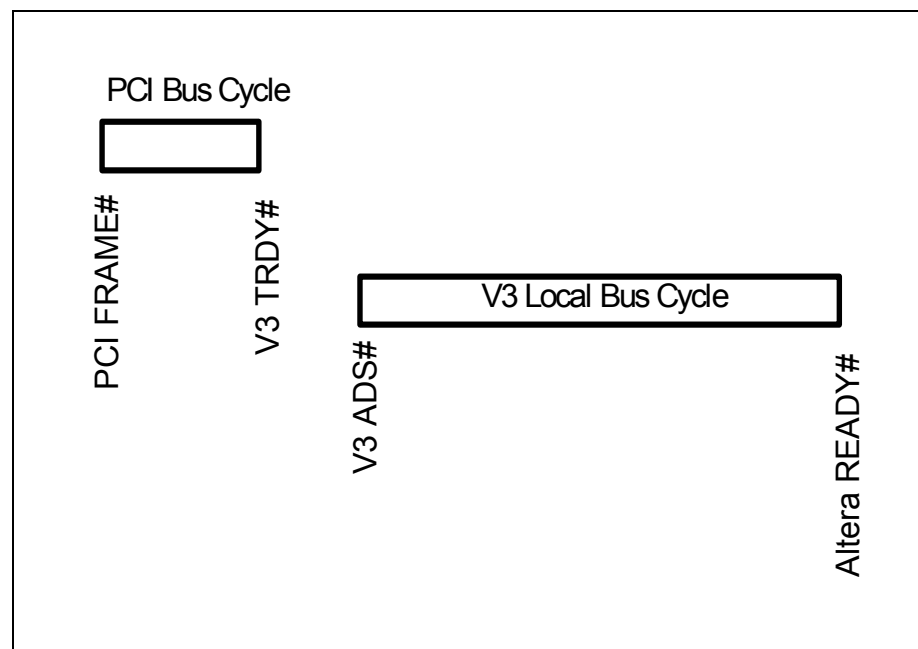 PCI Bus Cycle
PCI FRAME#
V3 TRDY#
V3 Local Bus Cycle
V3 ADS#
Altera READY#